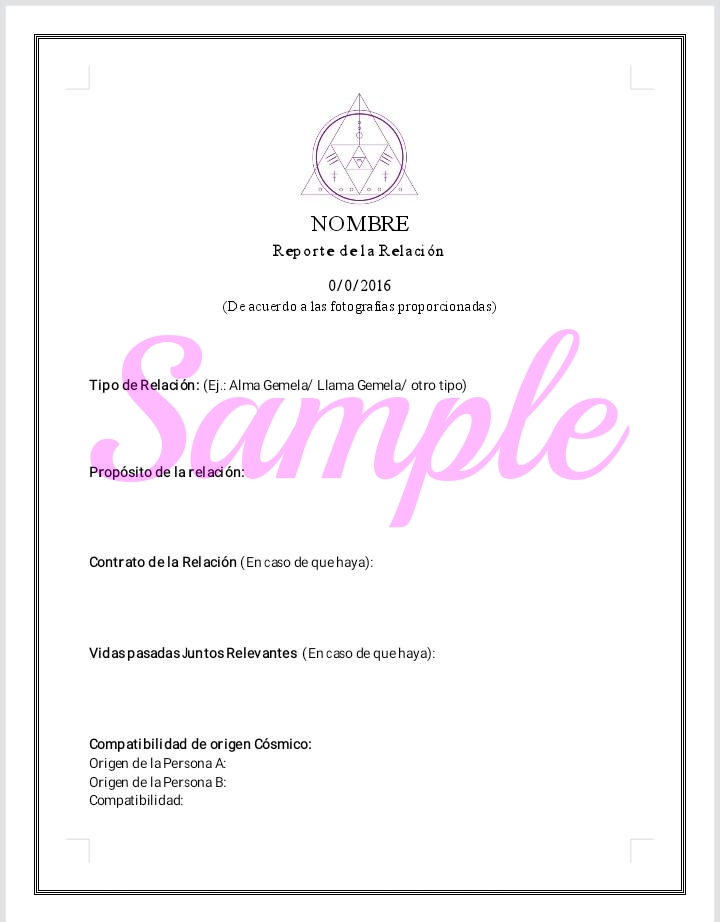 NOMBRE
Reporte de la Relación
0/0/2016
(De acuerdo a las fotografías proporcionadas)
Sample
Tipo de Relación: (Ej.: Alma Gemela/ Llama Gemela/ otro tipo)
Propósito de la relación:
Contrato de la Relación (En caso de que haya):
Vidas pasadas Juntos Relevantes (En caso de que haya):
Compatibilidad de origen Cósmico:
Origen de la Persona A:
Origen de la Persona B:
Compatibilidad: